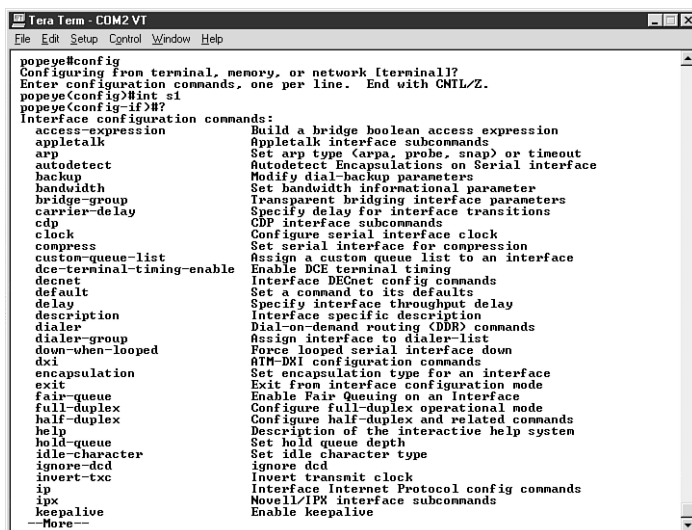 Tera Term - COM2 VT
File Edit Setup Control Window Help
popeye#config
Configuring from terminal, memory, or network [terminal]?
Enter configuration commands, one per line.  End with CNTL/Z.
popeye(config)#int s1
popeye(config-if)#?
Interface configuration commands:
  access-expression          Build a bridge boolean access expression
  appletalk                  Appletalk interface subcommands
  arp                        Set arp type (arpa, probe, snap) or timeout
  autodetect                 Autodetect Encapsulations on Serial interface
  backup                     Modify dial-backup parameters
  bandwidth                  Set bandwidth informational parameter
  bridge-group               Transparent bridging interface parameters
  carrier-delay              Specify delay for interface transitions
  cdp                        CDP interface subcommands
  clock                      Configure serial interface clock
  compress                   Set serial interface for compression
  custom-queue-list          Assign a custom queue list to an interface
  dce-terminal-timing-enable Enable DCE terminal timing
  decnet                     Interface DECnet config commands
  default                    Set a command to its defaults
  delay                      Specify interface throughput delay
  description                Interface specific description
  dialer                     Dial-on-demand routing (DDR) commands
  dialer-group               Assign interface to dialer-list
  down-when-looped           Force looped serial interface down
  dxi                        ATM-DXI configuration commands
  encapsulation              Set encapsulation type for an interface
  exit                       Exit from interface configuration mode
  fair-queue                 Enable Fair Queuing on an Interface
  full-duplex                Configure full-duplex operational mode
  half-duplex                Configure half-duplex and related commands
  help                       Description of the interactive help system
  hold-queue                 Set hold queue depth
  idle-character             Set idle character type
  ignore-dcd                 ignore dcd
  invert-txc                 Invert transmit clock
  ip                         Interface Internet Protocol config commands
  ipx                        Novell/IPX interface subcommands
  keepalive                  Enable keepalive
 --More--